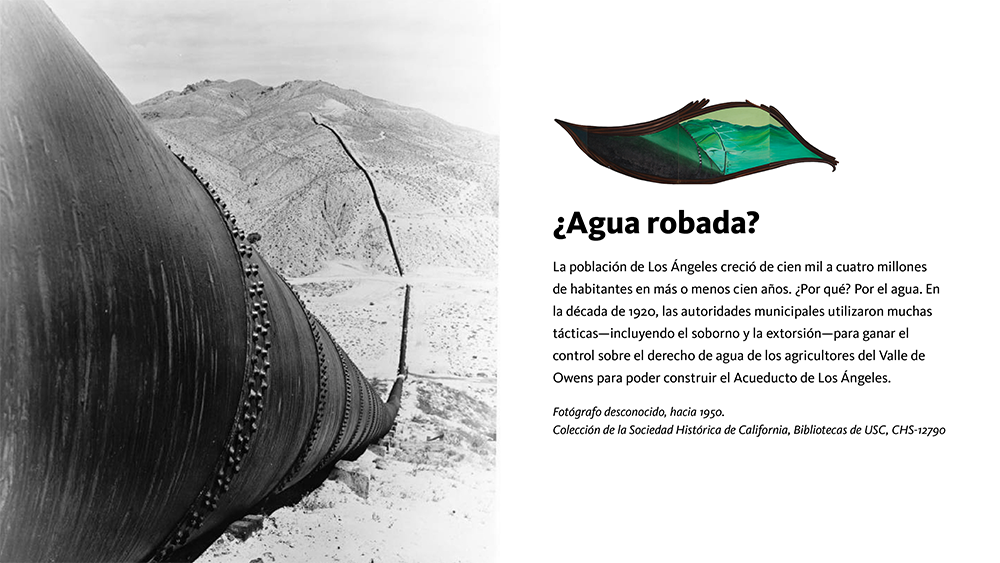 ¿Agua robada?
La población de Los Ángeles creció de cien mil a cuatro millones
de habitantes en más o menos cien años. ¿Por qué? Por el agua. En
la década de 1920, las autoridades municipales utilizaron muchas
tácticas—incluyendo el soborno y la extorsión—para ganar el
control sobre el derecho de agua de los agricultores del Valle de
Owens para poder construir el Acueducto de Los Ángeles.
Fotógrafo desconocido, hacia 1950.
Colección de la Sociedad Histórica de California, Bibliotecas de USC, CHS-12790